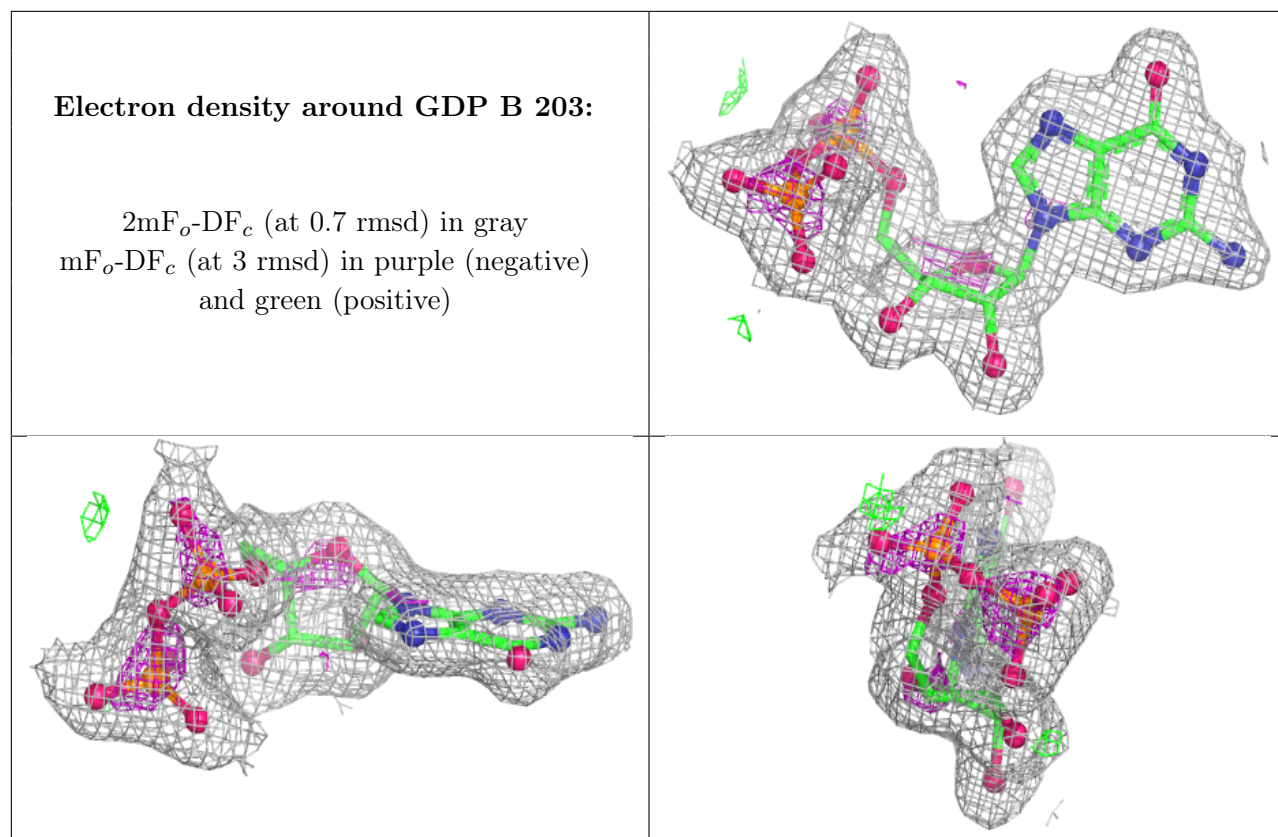 Electron density around GDP B 203:
2mFₒ-DF𝒸 (at 0.7 rmsd) in gray
mFₒ-DF𝒸 (at 3 rmsd) in purple (negative)
and green (positive)